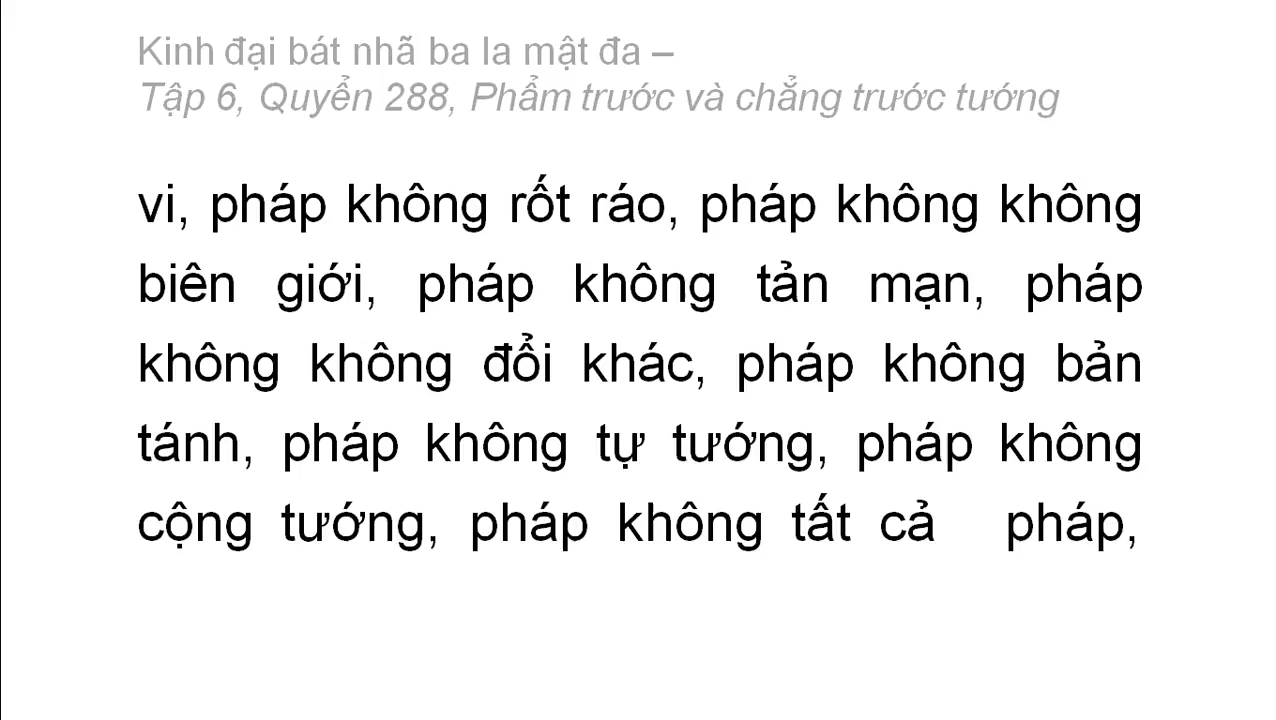 Kinh đại bát nhã ba la mật đa –
Tập 6, Quyển 288, Phẩm trước và chẳng trước tướng
vi, pháp không rốt ráo, pháp không không
biên giới, pháp không tản mạn, pháp
không không đổi khác, pháp không bản
tánh, pháp không tự tướng, pháp không
cộng tướng, pháp không tất cả pháp,